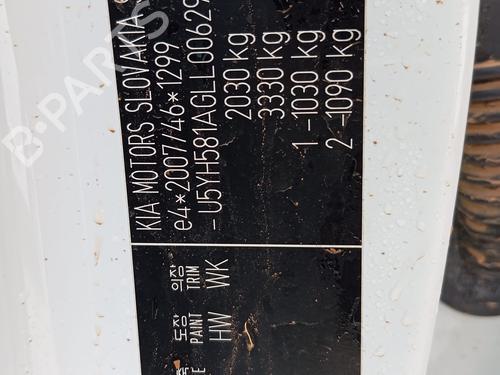 KIA MOTORS SLOVAKIA
e4*2007/46*1299
-U5YH581AGLL00629
2030 kg
3330 kg
1 -1030 kg
2 -1090 kg
도장 의장
PAINT TRIM
HW WK
B-PARTS